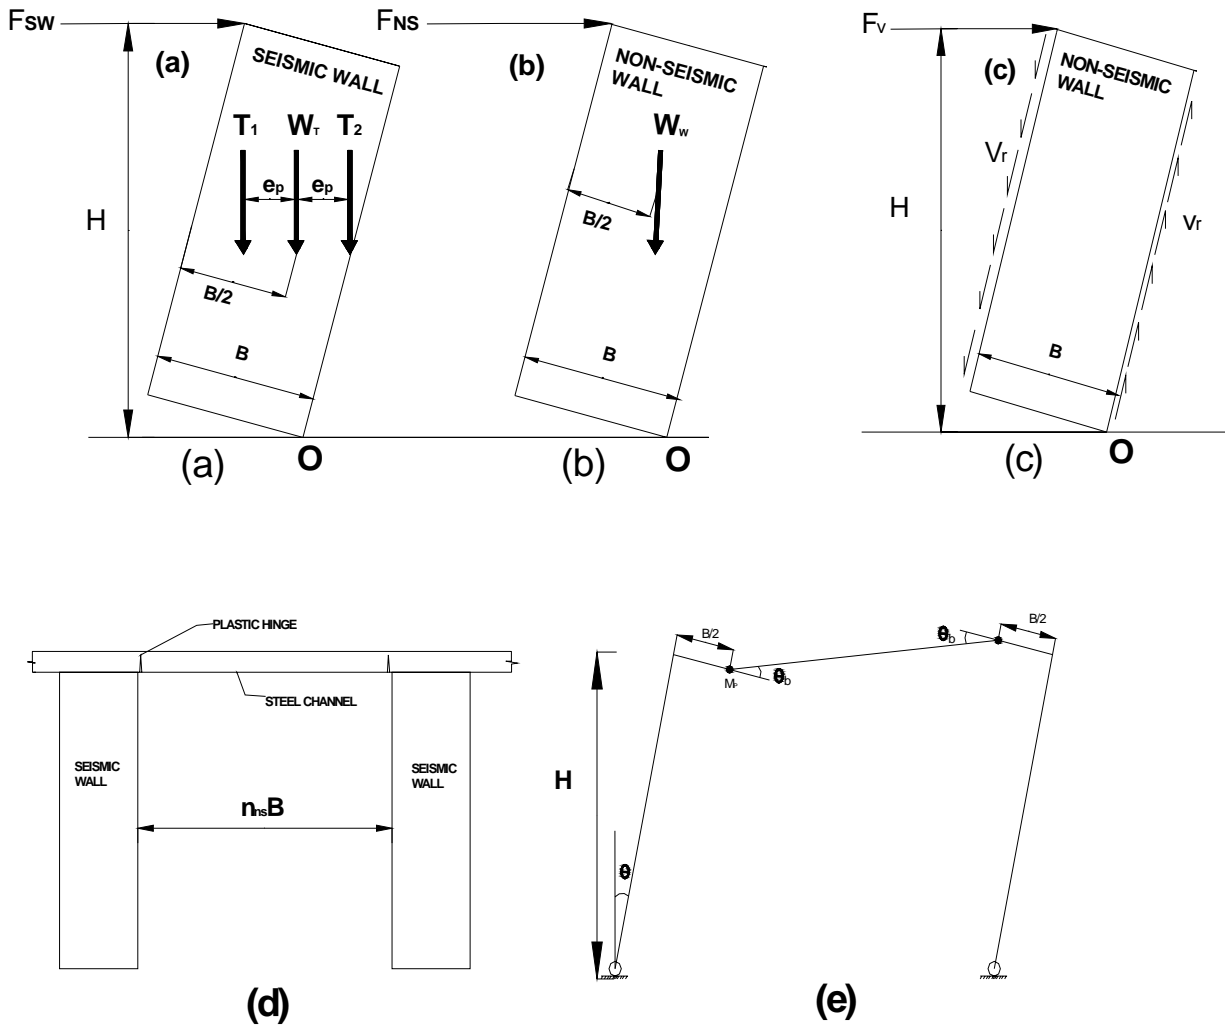 FSW
(a)
SEISMIC WALL
T1 WT T2
ep ep
H
B/2
B
(a)
O
FNS
(b)
NON-SEISMIC
WALL
Ww
B/2
B
(b)
O
Fv
(c)
NON-SEISMIC
WALL
Vr
H
Vr
B
(c)
O
PLASTIC HINGE
STEEL CHANNEL
SEISMIC
WALL
SEISMIC
WALL
nnsB
(d)
B/2
θb
B/2
MP
θb
H
θ
(e)